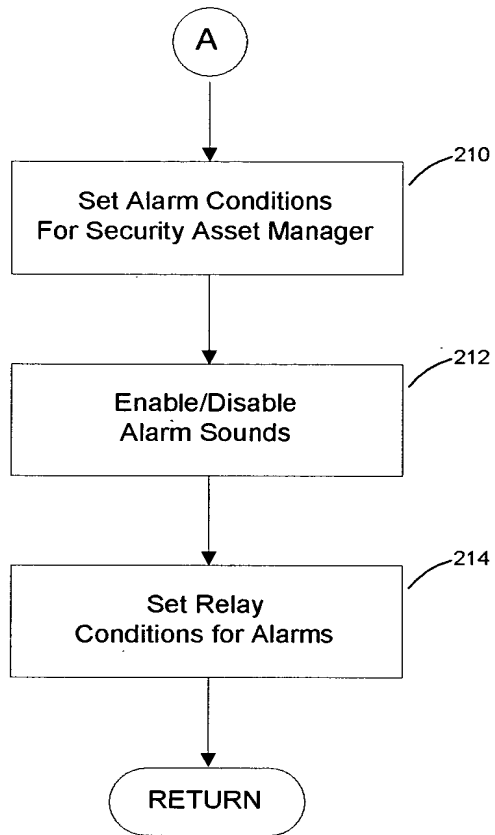 A
210
Set Alarm Conditions
For Security Asset Manager
212
Enable/Disable
Alarm Sounds
214
Set Relay
Conditions for Alarms
RETURN